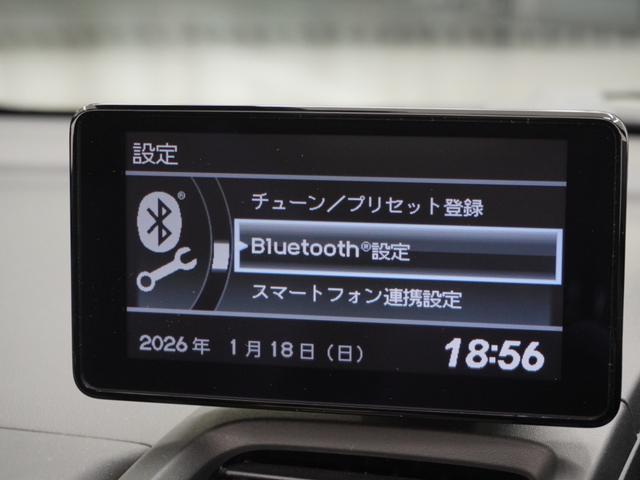 設定
チューン／プリセット登録
Bluetooth®設定
スマートフォン連携設定
2026年 1月18日（日） 18:56